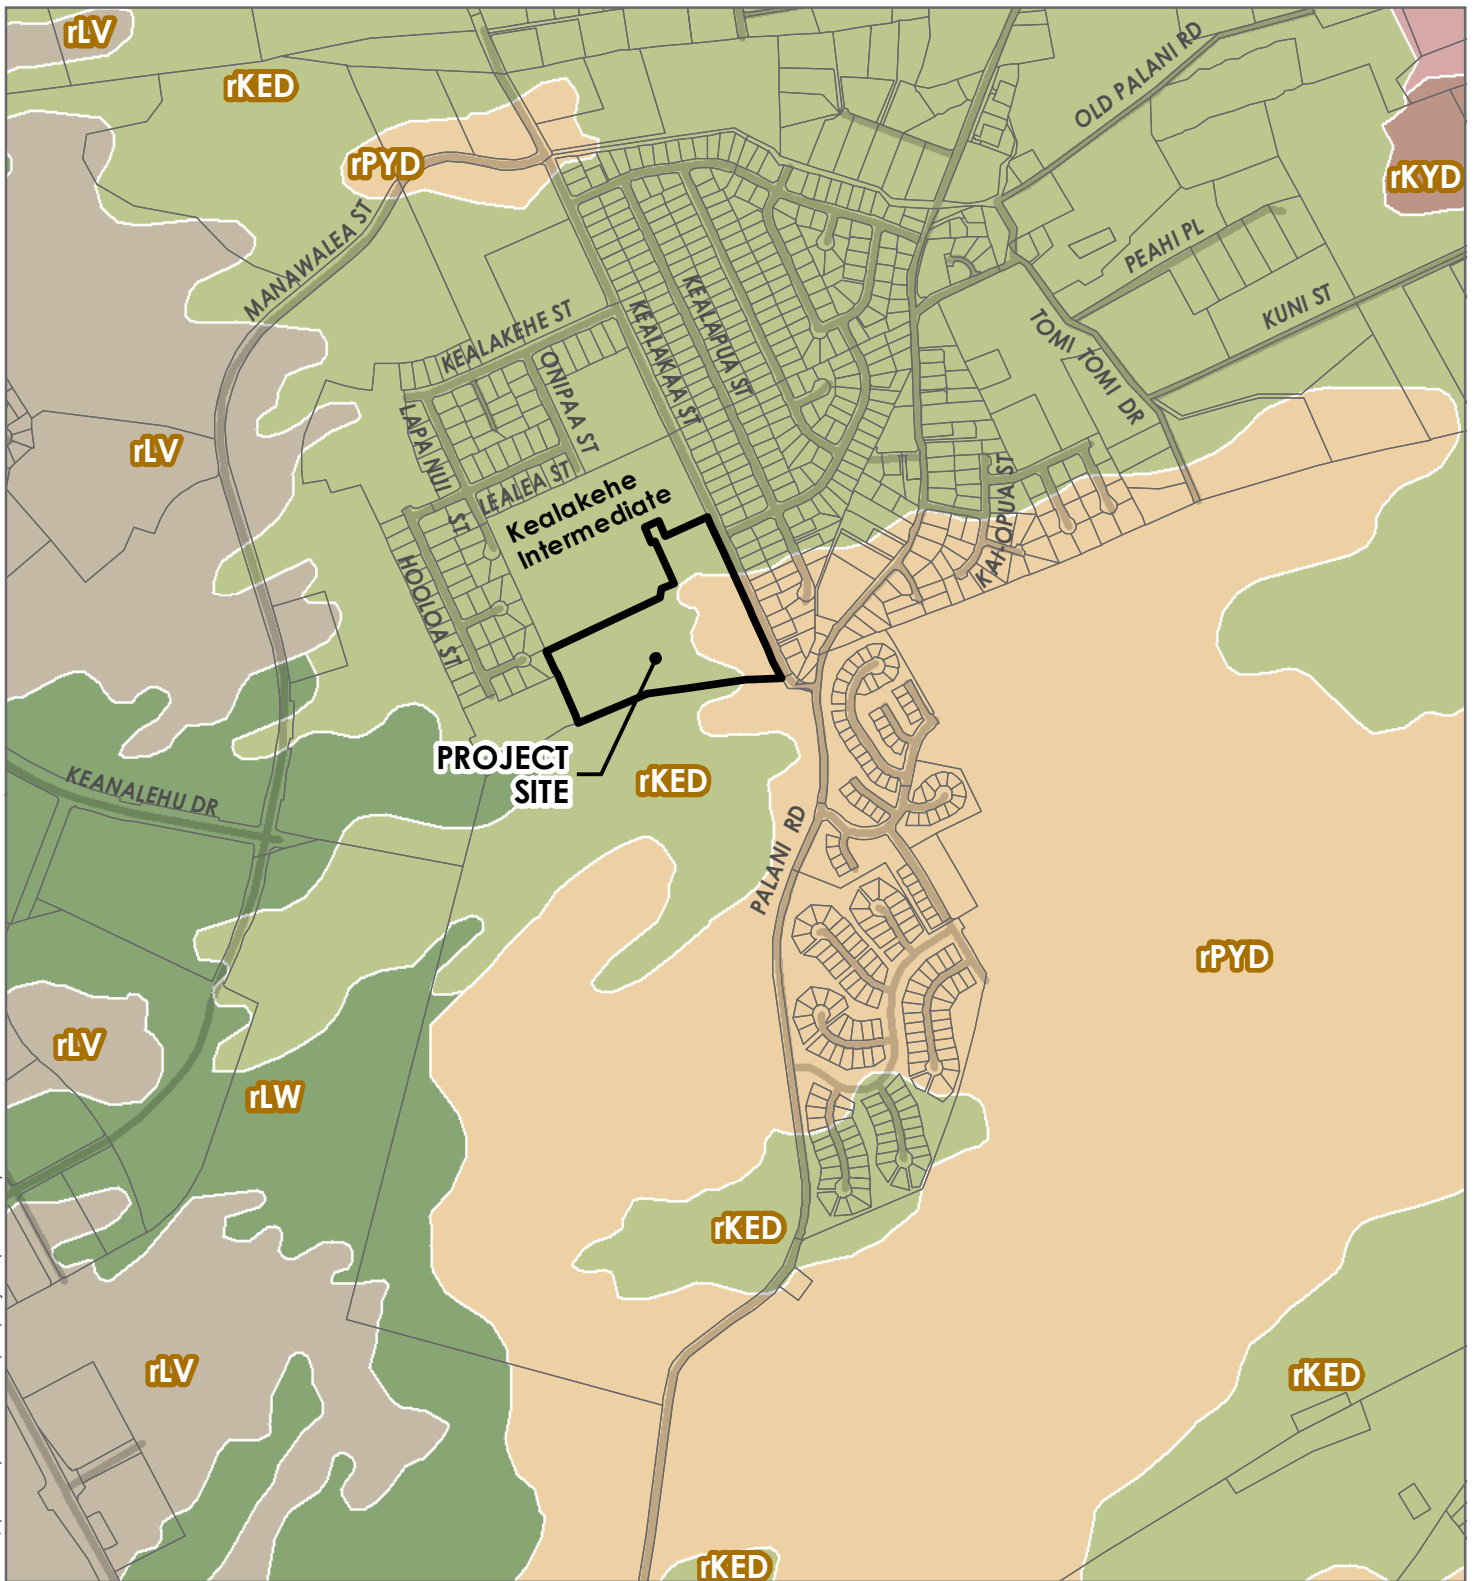 rLV
rKED
OLD PALANI RD
rPYD
rKYD
MANAWALEA ST
PEAHI PL
KUNI ST
KEALAKEHE ST
KEALAKAA ST
KEALAPUA ST
TOMI TOMI DR
ONIPAA ST
LAPA NUI ST
LEALEA ST
rLV
KAI-OPUA ST
Kealakehe
Intermediate
HOOLOA ST
PROJECT
SITE
rKED
KEANALEHU DR
PALANI RD
rPYD
rLV
rLW
rKED
rLV
rKED
rKED